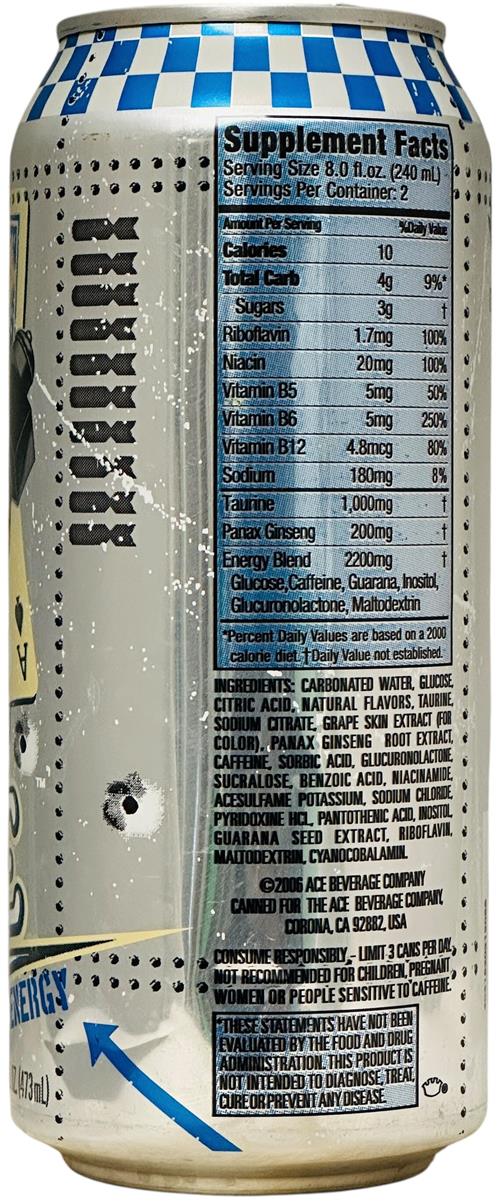 Supplement Facts
Serving Size 8.0 fl.oz. (240 mL)
Servings Per Container: 2
Amount Per Serving %Daily Value
Calories 10
Total Carb 4g 9%*
Sugars 3g †
Riboflavin 1.7mg 100%
Niacin 20mg 100%
Vitamin B5 5mg 50%
Vitamin B6 5mg 250%
Vitamin B12 4.8mcg 80%
Sodium 180mg 8%
Taurine 1,000mg †
Panax Ginseng 200mg †
Energy Blend 2200mg †
Glucose,Caffeine, Guarana, Inositol,
Glucuronolactone, Maltodextrin
*Percent Daily Values are based on a 2000
calorie diet. †Daily Value not established.
INGREDIENTS: CARBONATED WATER, GLUCOSE,
CITRIC ACID, NATURAL FLAVORS, TAURINE,
SODIUM CITRATE, GRAPE SKIN EXTRACT (FOR
COLOR), PANAX GINSENG ROOT EXTRACT,
CAFFEINE, SORBIC ACID, GLUCURONOLACTONE,
SUCRALOSE, BENZOIC ACID, NIACINAMIDE,
ACESULFAME POTASSIUM, SODIUM CHLORIDE,
PYRIDOXINE HCL, PANTOTHENIC ACID, INOSITOL,
GUARANA SEED EXTRACT, RIBOFLAVIN,
MALTODEXTRIN, CYANOCOBALAMIN.
©2006 ACE BEVERAGE COMPANY
CANNED FOR THE ACE BEVERAGE COMPANY,
CORONA, CA 92882, USA
CONSUME RESPONSIBLY - LIMIT 3 CANS PER DAY,
NOT RECOMMENDED FOR CHILDREN, PREGNANT
WOMEN OR PEOPLE SENSITIVE TO CAFFEINE.
*THESE STATEMENTS HAVE NOT BEEN
EVALUATED BY THE FOOD AND DRUG
ADMINISTRATION. THIS PRODUCT IS
NOT INTENDED TO DIAGNOSE, TREAT,
CURE OR PREVENT ANY DISEASE.
A
TM
ENERGY
(473mL)